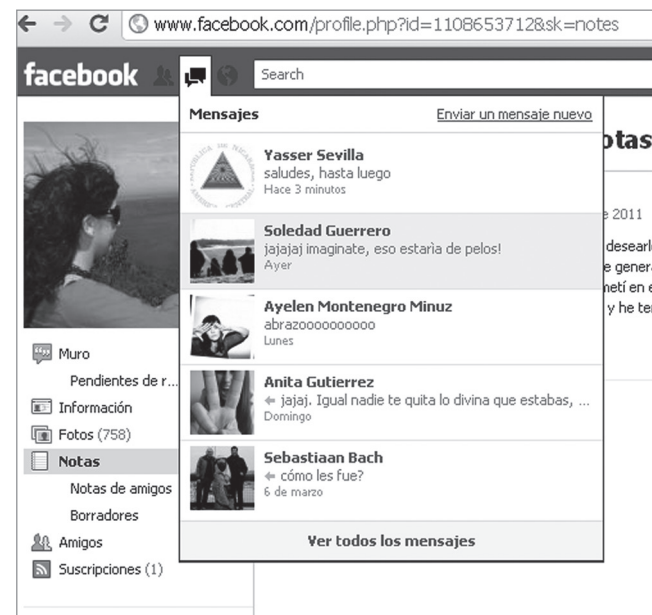 www.facebook.com/profile.php?id=1108653712&sk=notes
facebook
Search
Mensajes
Enviar un mensaje nuevo
Yasser Sevilla
saludes, hasta luego
Hace 3 minutos
Soledad Guerrero
jajajaj imaginate, eso estarìa de pelos!
Ayer
Ayelen Montenegro Minuz
abrazoooooooooo
Lunes
Anita Gutierrez
← jajaj. Igual nadie te quita lo divina que estabas, ...
Domingo
Sebastiaan Bach
← cómo les fue?
6 de marzo
Ver todos los mensajes
Muro
Pendientes de r...
Información
Fotos (758)
Notas
Notas de amigos
Borradores
Amigos
Suscripciones (1)
otas
e 2011
desearl
e genera
metí en e
y he ter